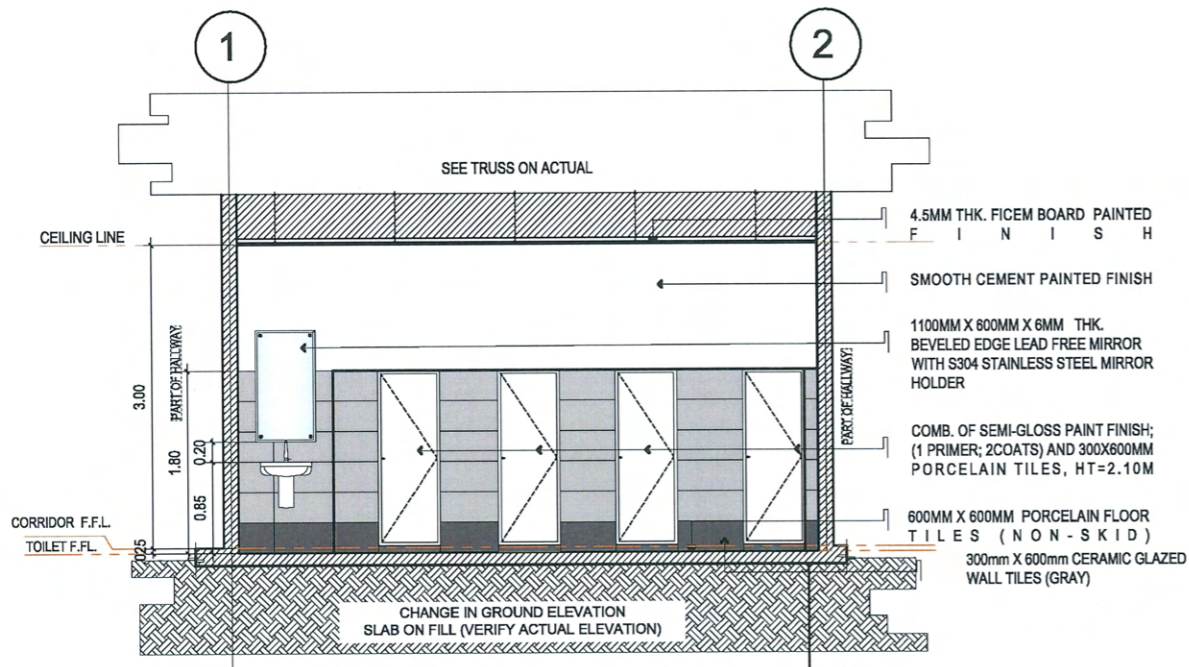 1
2
SEE TRUSS ON ACTUAL
CEILING LINE
4.5MM THK. FICEM BOARD PAINTED
F I N I S H
SMOOTH CEMENT PAINTED FINISH
1100MM X 600MM X 6MM THK.
BEVELED EDGE LEAD FREE MIRROR
WITH S304 STAINLESS STEEL MIRROR
HOLDER
PART OF HALLWAY
PART OF HALLWAY
3.00
1.80
0.20
0.85
COMB. OF SEMI-GLOSS PAINT FINISH;
(1 PRIMER; 2COATS) AND 300X600MM
PORCELAIN TILES, HT=2.10M
CORRIDOR F.F.L.
TOILET F.FL.
.025
600MM X 600MM PORCELAIN FLOOR
TILES (NON-SKID)
300mm X 600mm CERAMIC GLAZED
WALL TILES (GRAY)
CHANGE IN GROUND ELEVATION
SLAB ON FILL (VERIFY ACTUAL ELEVATION)